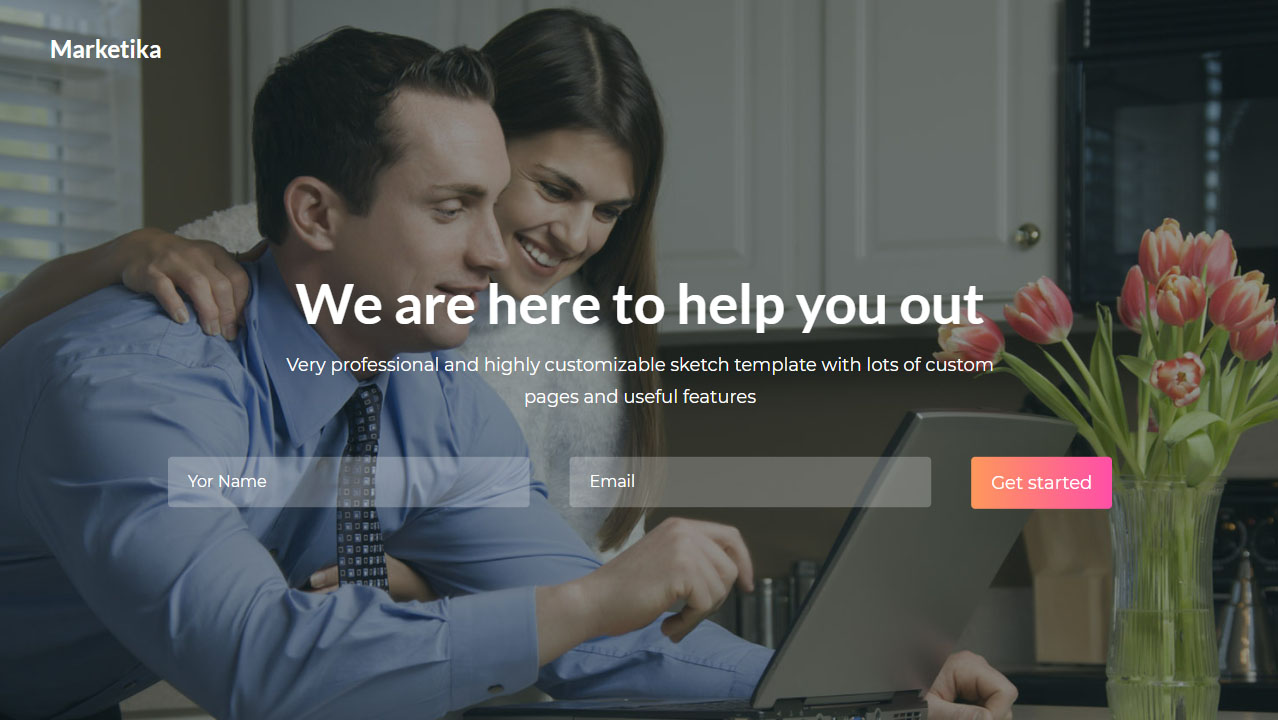 Marketika
We are here to help you out
Very professional and highly customizable sketch template with lots of custom
pages and useful features
Yor Name
Email
Get started